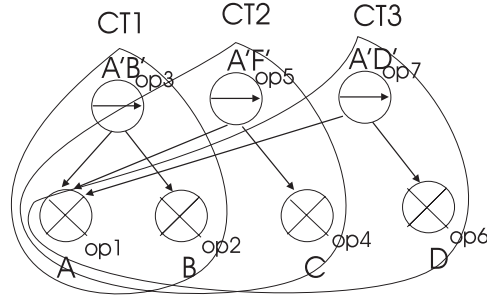 CT1 CT2 CT3
A'B' A'F' A'D'
op3 op5 op7
op1 op2 op4 op6
A B C D